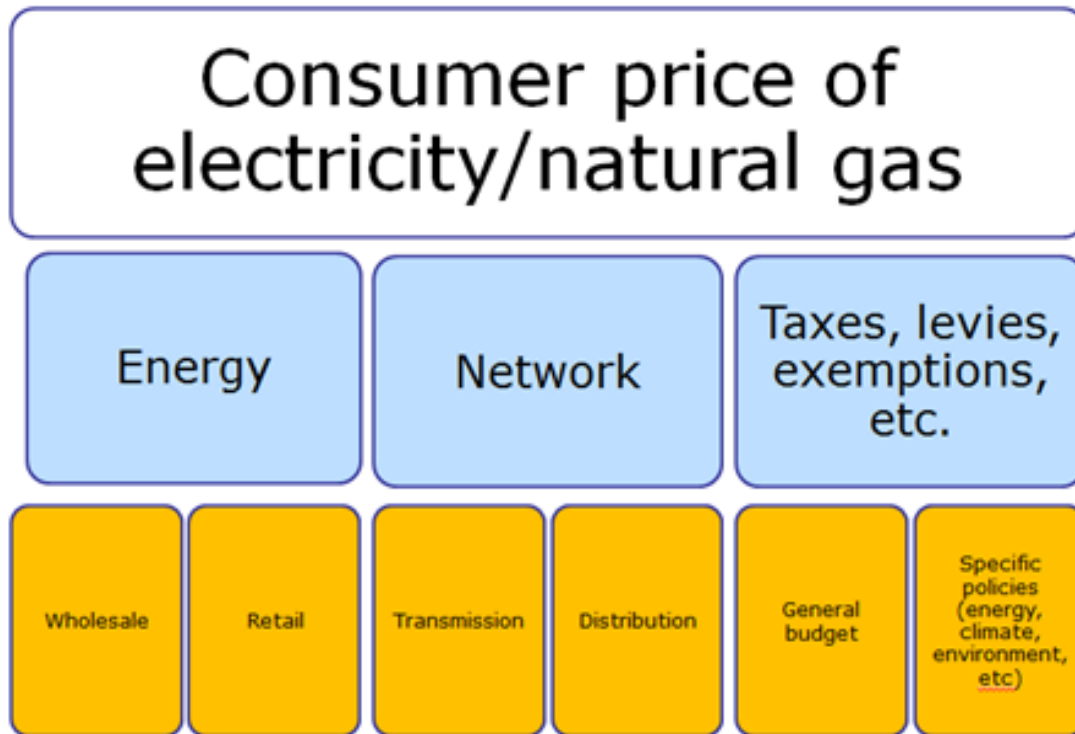 Consumer price of
electricity/natural gas
Energy
Network
Taxes, levies,
exemptions,
etc.
Wholesale
Retail
Transmission
Distribution
General
budget
Specific
policies
(energy,
climate,
environment,
etc)